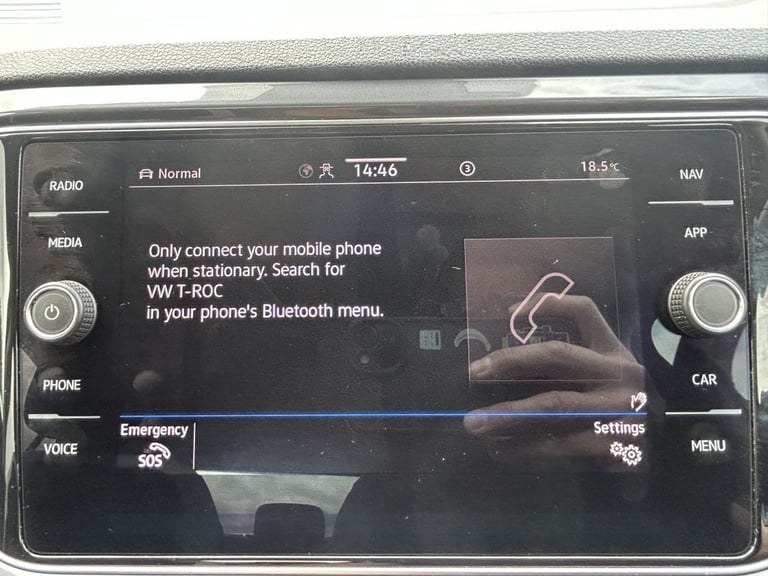 RADIO
MEDIA
PHONE
VOICE
Normal
14:46
3
18.5°C
Only connect your mobile phone
when stationary. Search for
VW T-ROC
in your phone's Bluetooth menu.
Emergency
SOS
Settings
NAV
APP
CAR
MENU